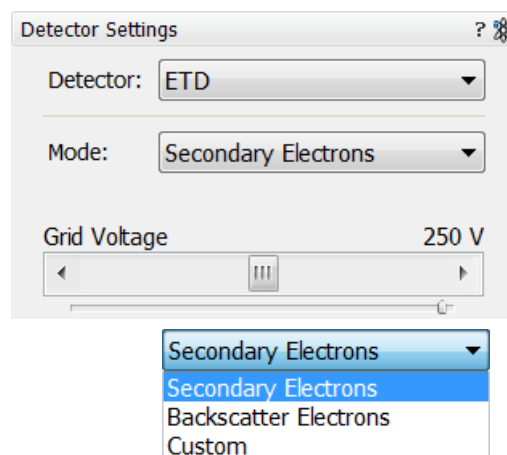 Detector Settings ?
Detector: ETD
Mode: Secondary Electrons
Grid Voltage 250 V
Secondary Electrons
Secondary Electrons
Backscatter Electrons
Custom